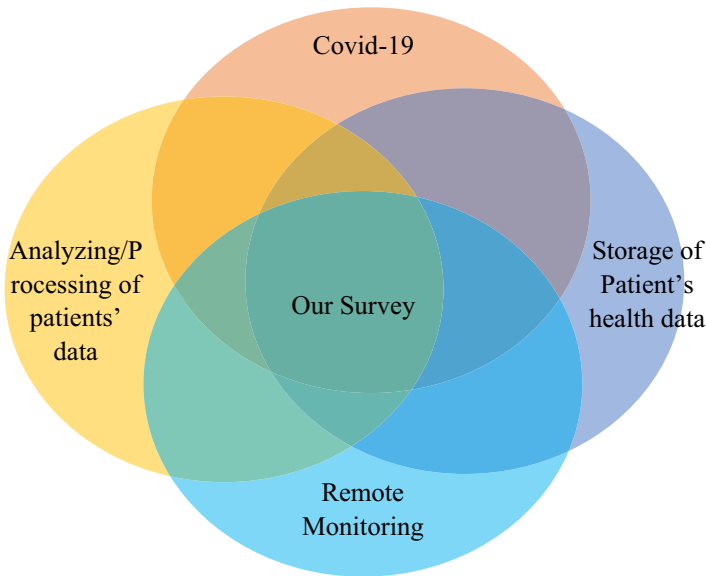 Covid-19
Analyzing/P
rocessing of
patients’
data
Our Survey
Storage of
Patient’s
health data
Remote
Monitoring